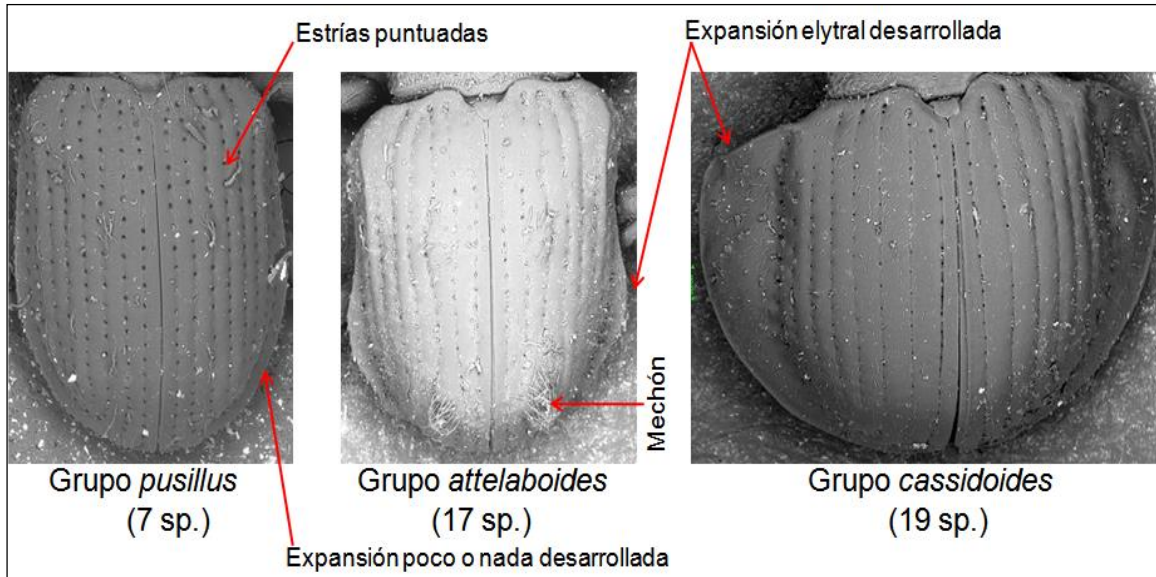 Estrías puntuadas
Expansión elytral desarrollada
Mechón
Grupo pusillus
(7 sp.)
Grupo attelaboides
(17 sp.)
Grupo cassidoides
(19 sp.)
Expansión poco o nada desarrollada